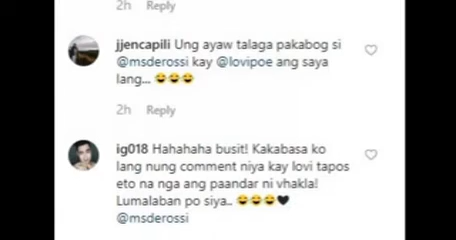 2h Reply
jjencapili Ung ayaw talaga pakabog si
@msderossi kay @lovipoe ang saya
lang... 😂😂😂
2h Reply
ig018 Hahahaha busit! Kakabasa ko
lang nung comment niya kay lovi tapos
eto na nga ang paandar ni vhakla!
Lumalaban po siya.. 😂😂😂🖤
@msderossi